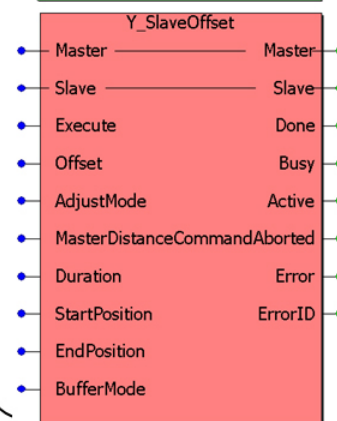 Y_SlaveOffset
Master Master
Slave Slave
Execute Done
Offset Busy
AdjustMode Active
MasterDistanceCommandAborted
Duration Error
StartPosition ErrorID
EndPosition
BufferMode